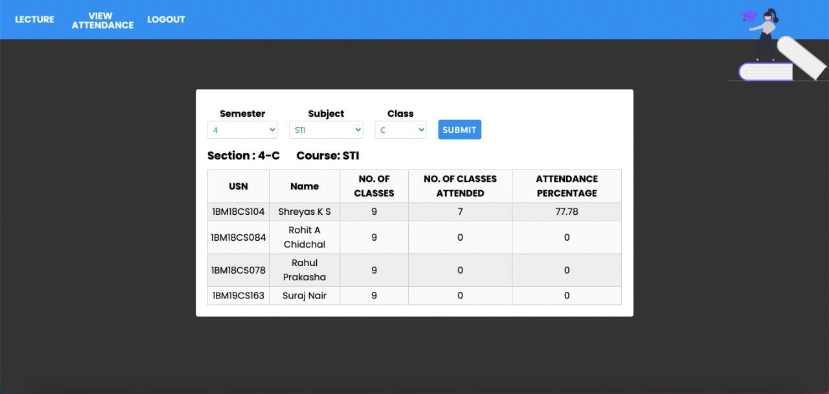 LECTURE VIEW ATTENDANCE LOGOUT
Semester Subject Class
4 STI C SUBMIT
Section : 4-C Course: STI
USN Name NO. OF CLASSES NO. OF CLASSES ATTENDED ATTENDANCE PERCENTAGE
1BM18CS104 Shreyas K S 9 7 77.78
1BM18CS084 Rohit A Chidchal 9 0 0
1BM18CS078 Rahul Prakasha 9 0 0
1BM19CS163 Suraj Nair 9 0 0